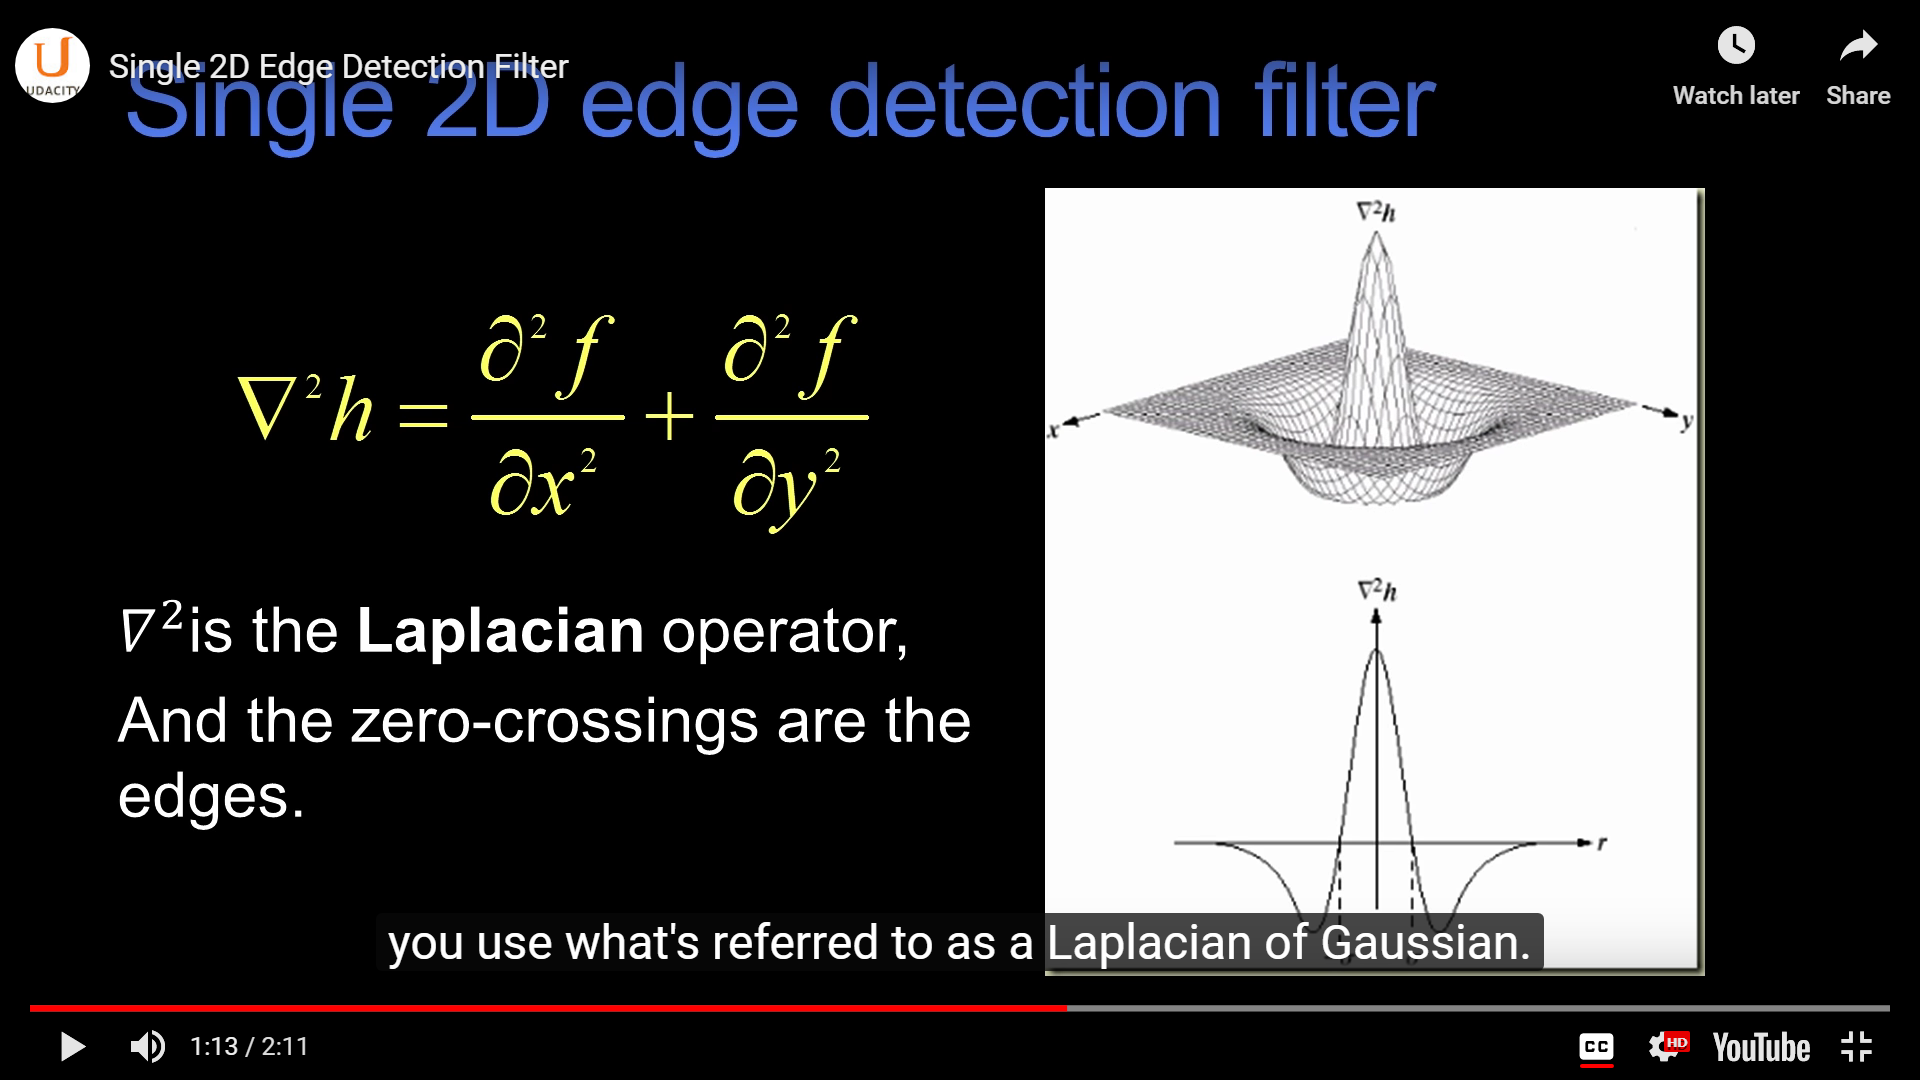 UDACITY
Single 2D Edge Detection Filter
Watch later
Share
Single 2D edge detection filter
∇²h = ∂²f/∂x² + ∂²f/∂y²
∇² is the Laplacian operator,
And the zero-crossings are the
edges.
∇²h
x
y
∇²h
r
you use what's referred to as a Laplacian of Gaussian.
1:13 / 2:11
CC
HD
YouTube